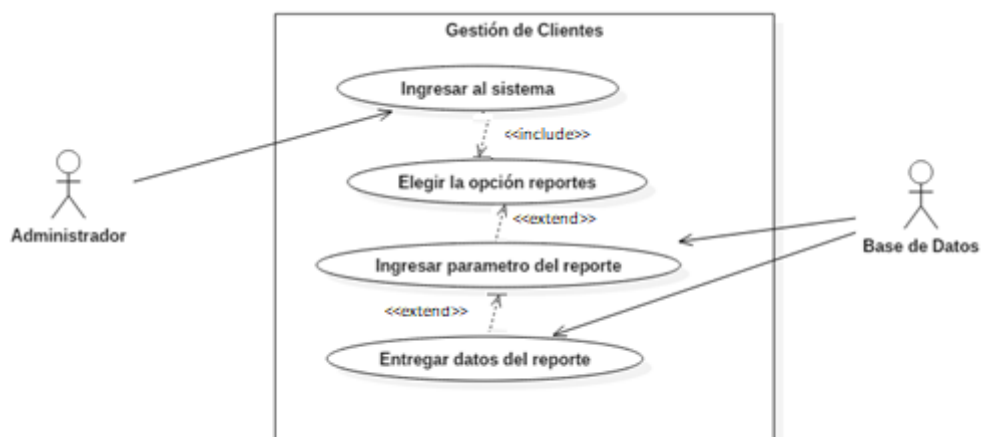 Gestión de Clientes
Ingresar al sistema
<<include>>
Elegir la opción reportes
<<extend>>
Administrador
Base de Datos
Ingresar parametro del reporte
<<extend>>
Entregar datos del reporte